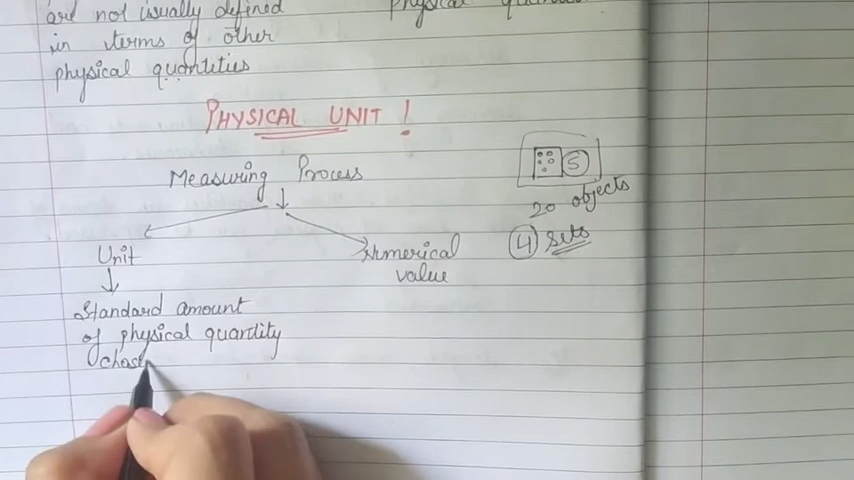 are not usually defined
in terms of other
physical quantities
Physical
PHYSICAL UNIT!
Measuring Process
5
20 objects
4 sets
Unit
Numerical
value
Standard amount
of physical quantity